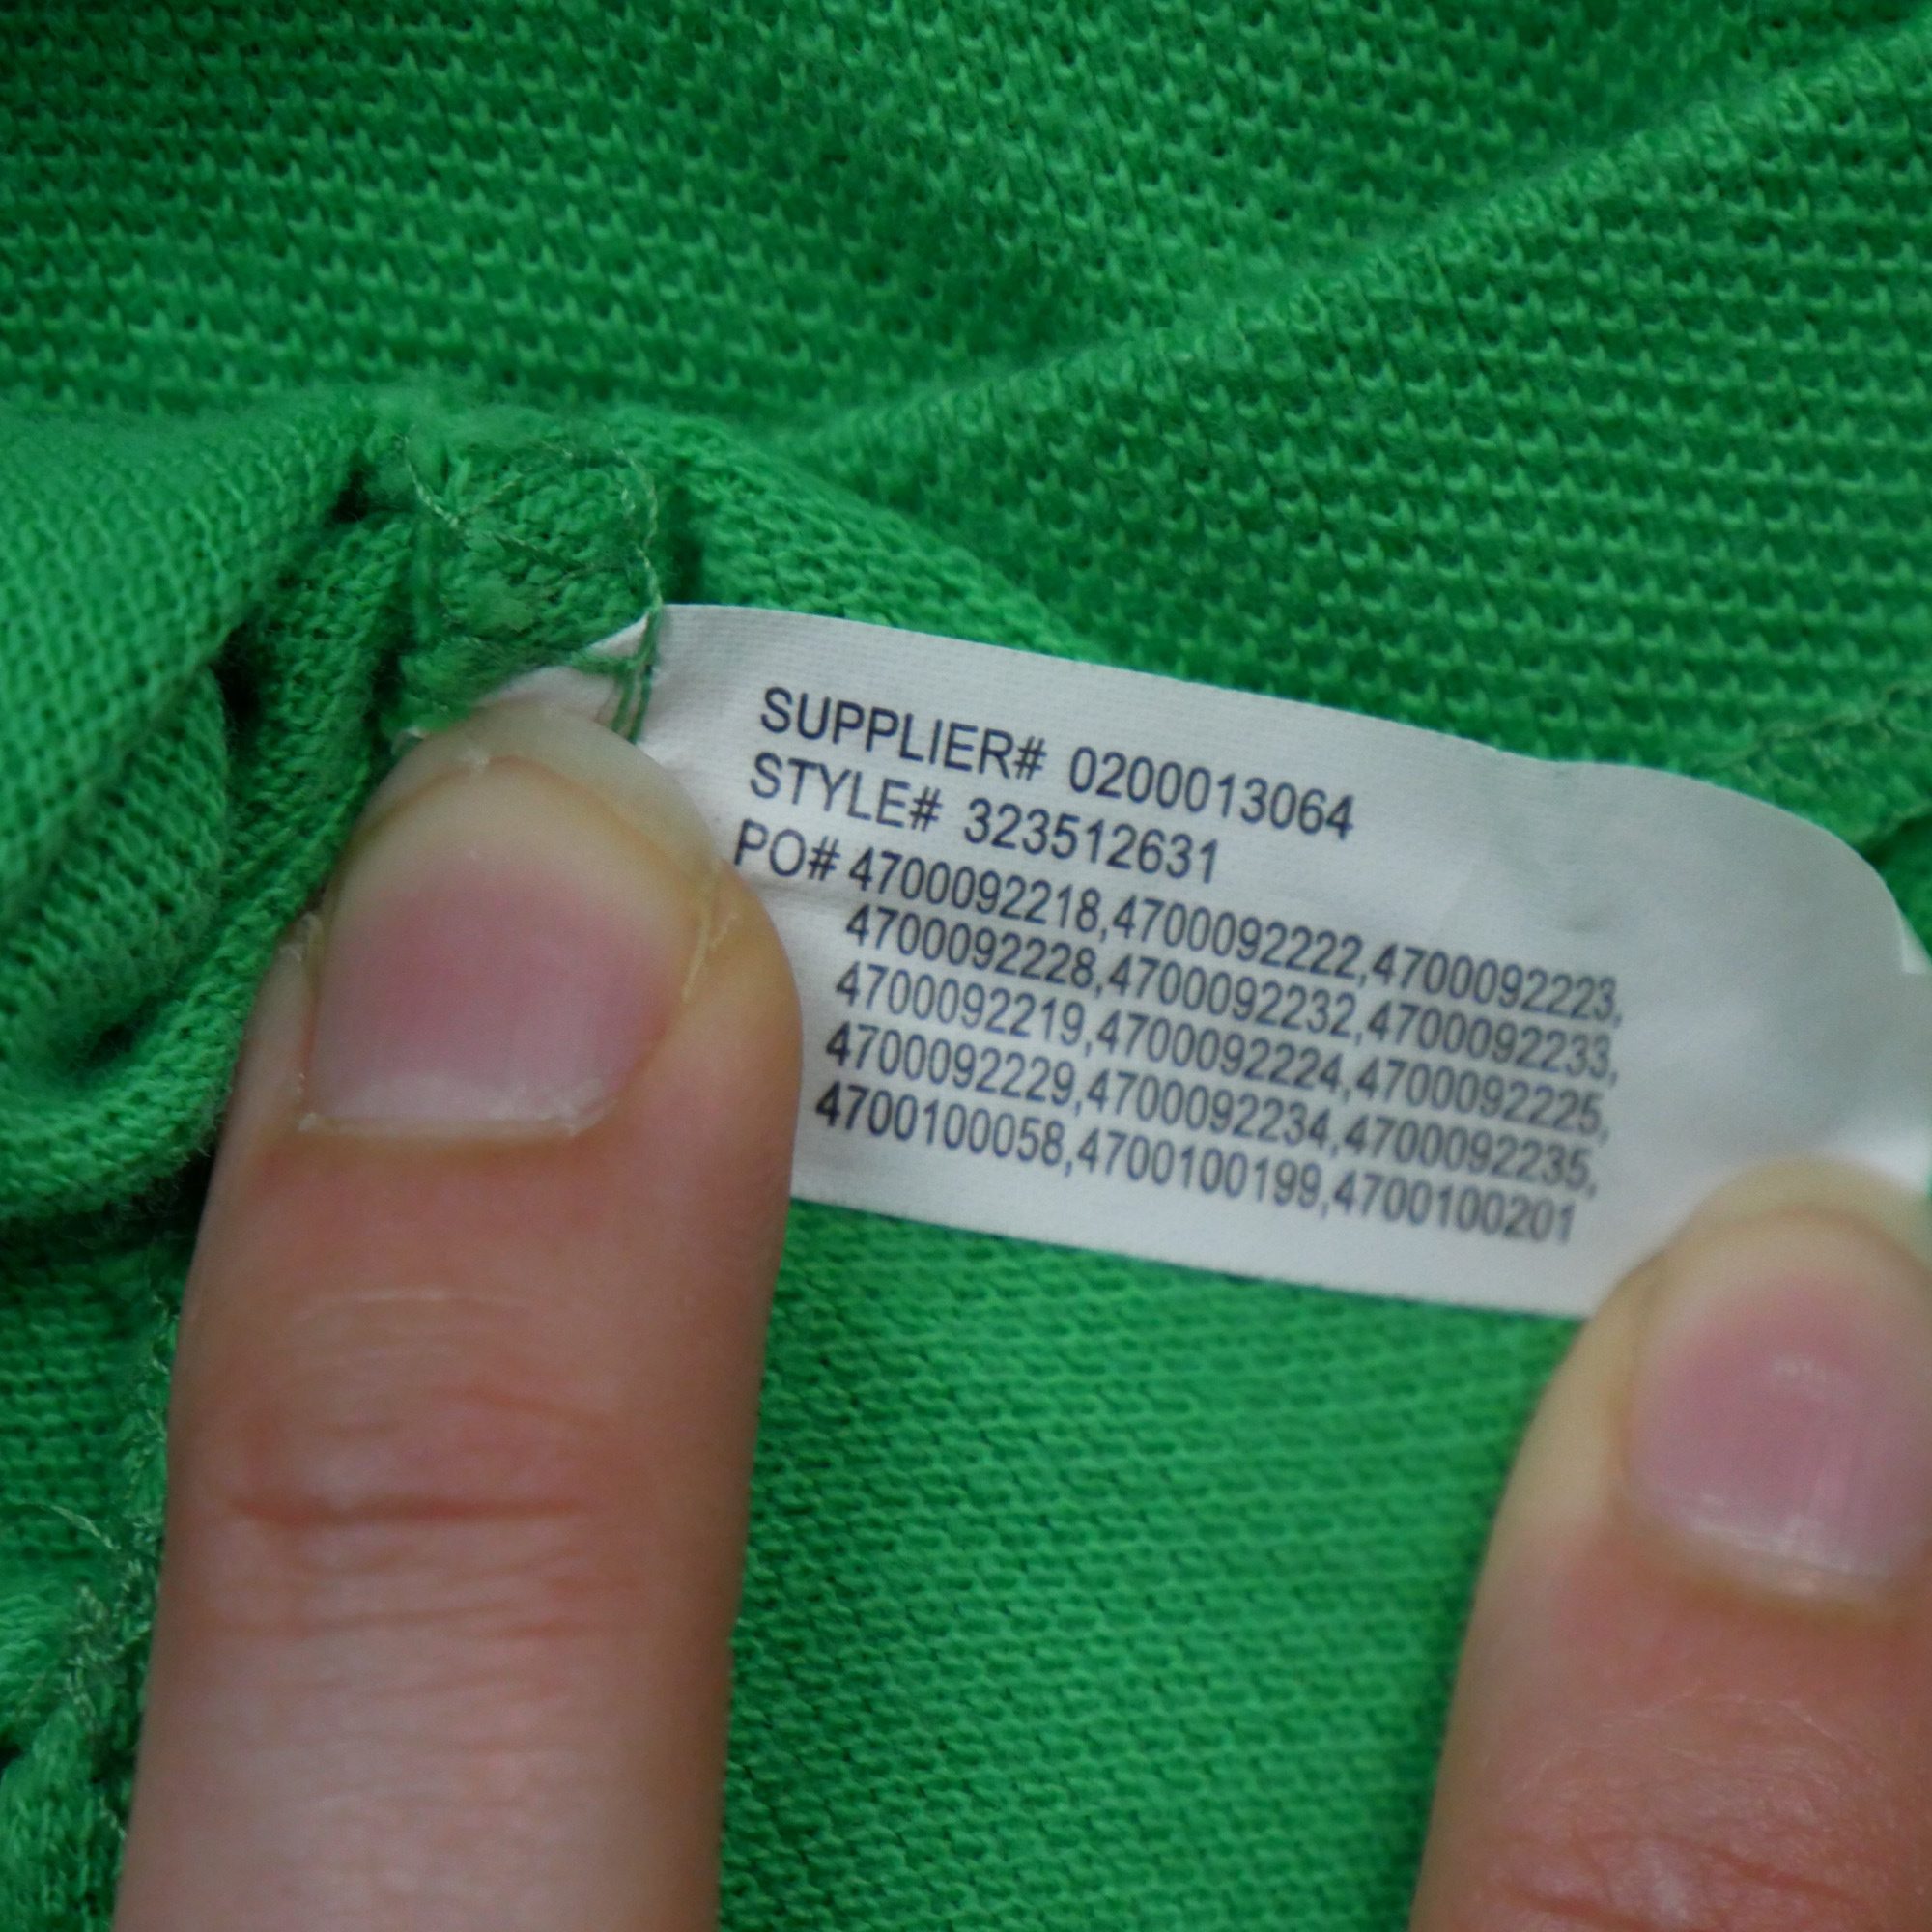 SUPPLIER# 0200013064
STYLE# 323512631
PO# 4700092218,4700092222,4700092223,
4700092228,4700092232,4700092233,
4700092219,4700092224,4700092225,
4700092229,4700092234,4700092235,
4700100058,4700100199,4700100201